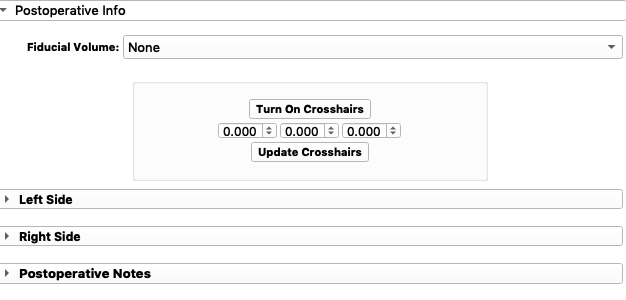 Postoperative Info
Fiducial Volume: None
Turn On Crosshairs
0.000 0.000 0.000
Update Crosshairs
Left Side
Right Side
Postoperative Notes